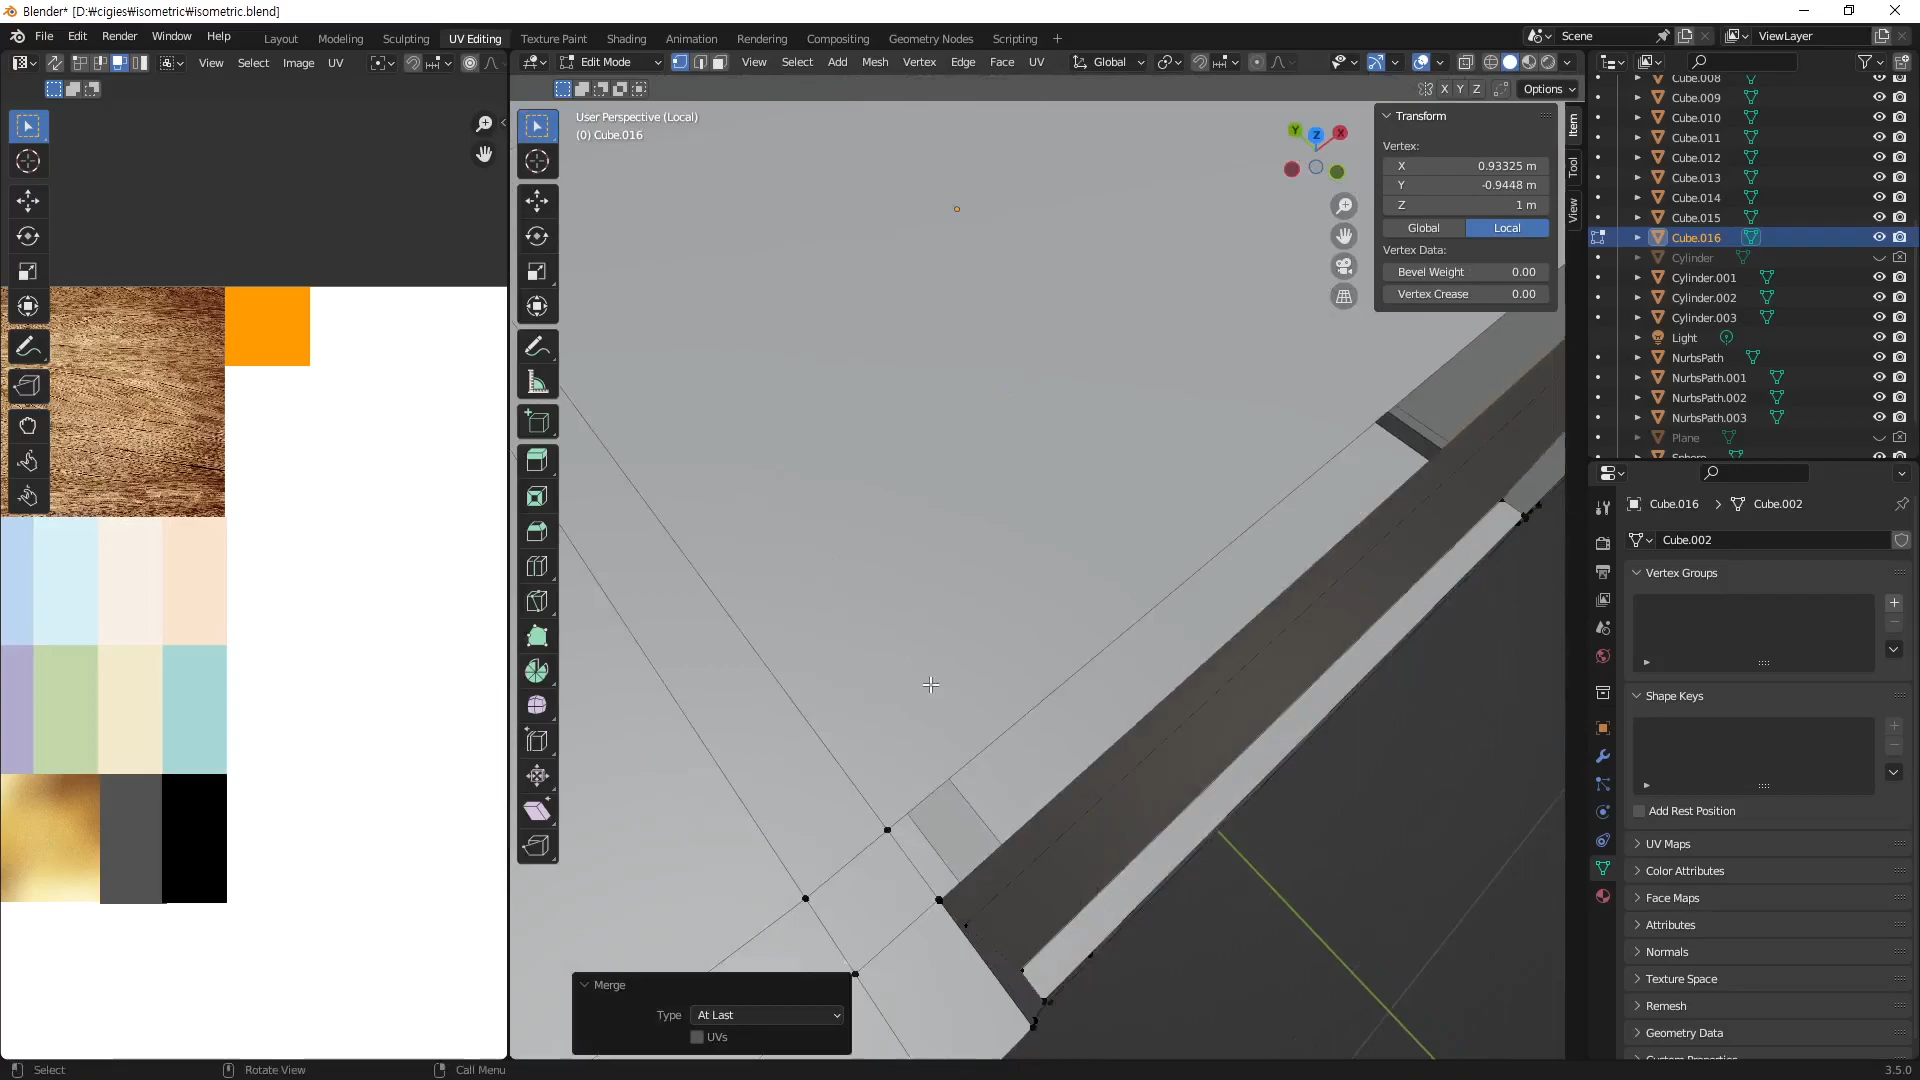 Blender* [D:₩cigies₩isometric₩isometric.blend]
File Edit Render Window Help Layout Modeling Sculpting UV Editing Texture Paint Shading Animation Rendering Compositing Geometry Nodes Scripting + Scene ViewLayer
View Select Image UV Edit Mode View Select Add Mesh Vertex Edge Face UV Global
X Y Z Options
User Perspective (Local)
(0) Cube.016
Y Z X
Transform
Vertex:
X 0.93325 m
Y -0.9448 m
Z 1 m
Global Local
Vertex Data:
Bevel Weight 0.00
Vertex Crease 0.00
Item
Tool
View
Cube.008
Cube.009
Cube.010
Cube.011
Cube.012
Cube.013
Cube.014
Cube.015
Cube.016
Cylinder
Cylinder.001
Cylinder.002
Cylinder.003
Light
NurbsPath
NurbsPath.001
NurbsPath.002
NurbsPath.003
Plane
Sphere
Cube.016 > Cube.002
Cube.002
Vertex Groups
Shape Keys
Add Rest Position
UV Maps
Color Attributes
Face Maps
Attributes
Normals
Texture Space
Remesh
Geometry Data
Custom Properties
Merge
Type At Last
UVs
Select Rotate View Call Menu 3.5.0